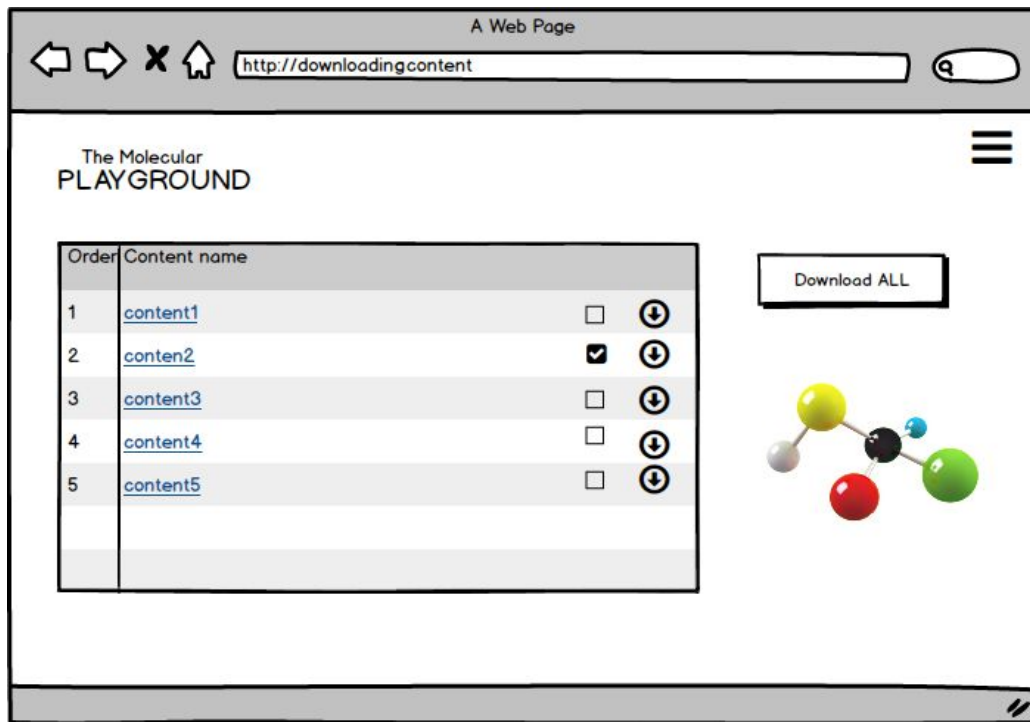 A Web Page
http://downloadingcontent
The Molecular
PLAYGROUND
Order Content name
Download ALL
1 content1
2 conten2
3 content3
4 content4
5 content5